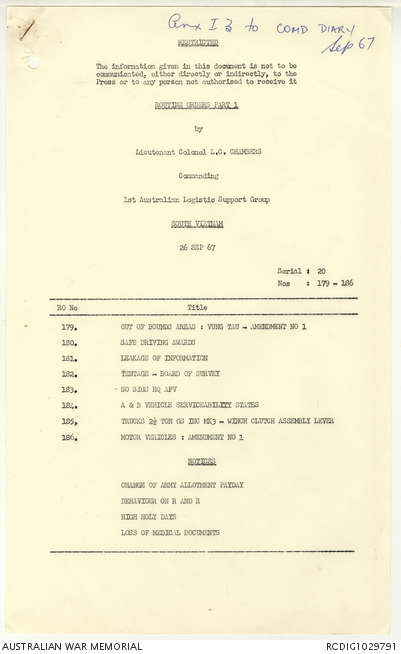 Anx I 3 to COMD DIARY
Sep 67
RESTRICTED
The information given in this document is not to be
communicated, either directly or indirectly, to the
Press or to any person not authorised to receive it
ROUTINE ORDERS PART 1
by
Lieutenant Colonel L.C. CHAMBERS
Commanding
1st Australian Logistic Support Group
SOUTH VIETNAM
26 SEP 67
Serial : 20
Nos : 179 - 186
RO No Title
179. OUT OF BOUNDS AREAS : VUNG TAU - AMENDMENT NO 1
180. SAFE DRIVING AWARDS
181. LEAKAGE OF INFORMATION
182. TENTAGE - BOARD OF SURVEY
183. HQ AFV
184. A & B VEHICLE SERVICEABILITY STATES
185. TRUCKS 2½ TON GS INC MK3 - WINCH CLUTCH ASSEMBLY LEVER
186. MOTOR VEHICLES : AMENDMENT NO 1
NOTICES
CHANGE OF ARMY ALLOTMENT PAYDAY
BEHAVIOUR ON R AND R
HIGH HOLY DAYS
LOSS OF MEDICAL DOCUMENTS
AUSTRALIAN WAR MEMORIAL
RCDIG1029791